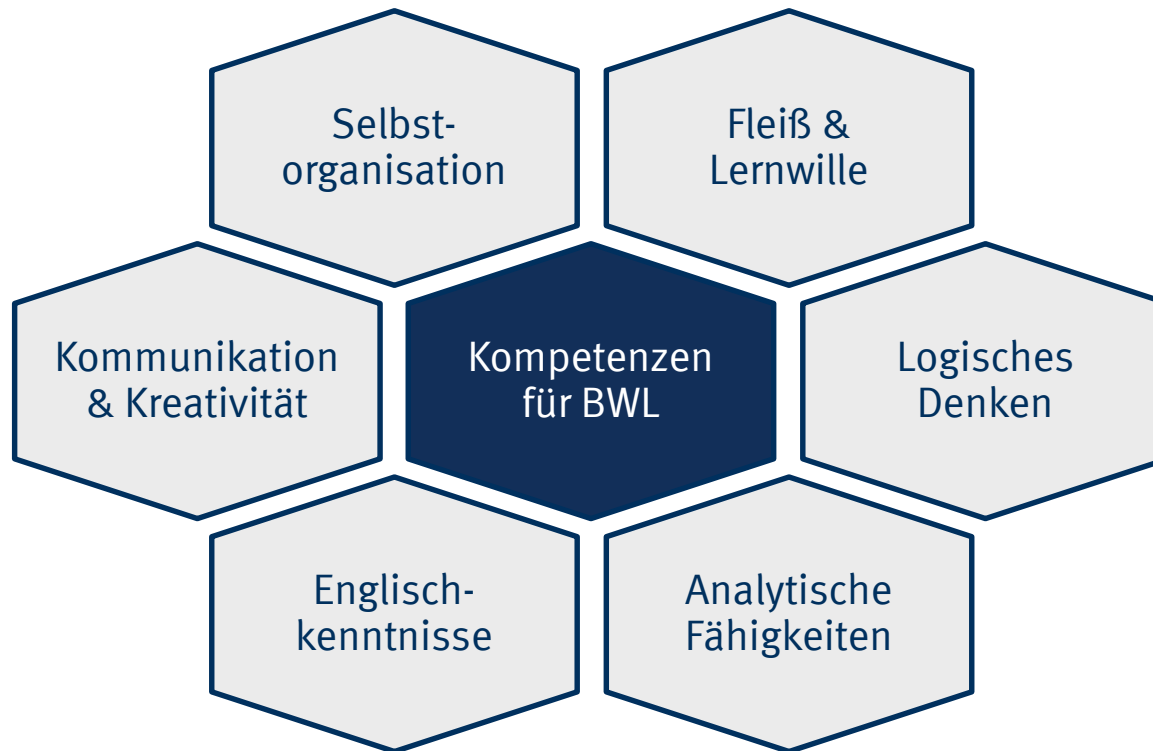 Selbst-
organisation
Fleiß &
Lernwille
Kommunikation
& Kreativität
Kompetenzen
für BWL
Logisches
Denken
Englisch-
kenntnisse
Analytische
Fähigkeiten